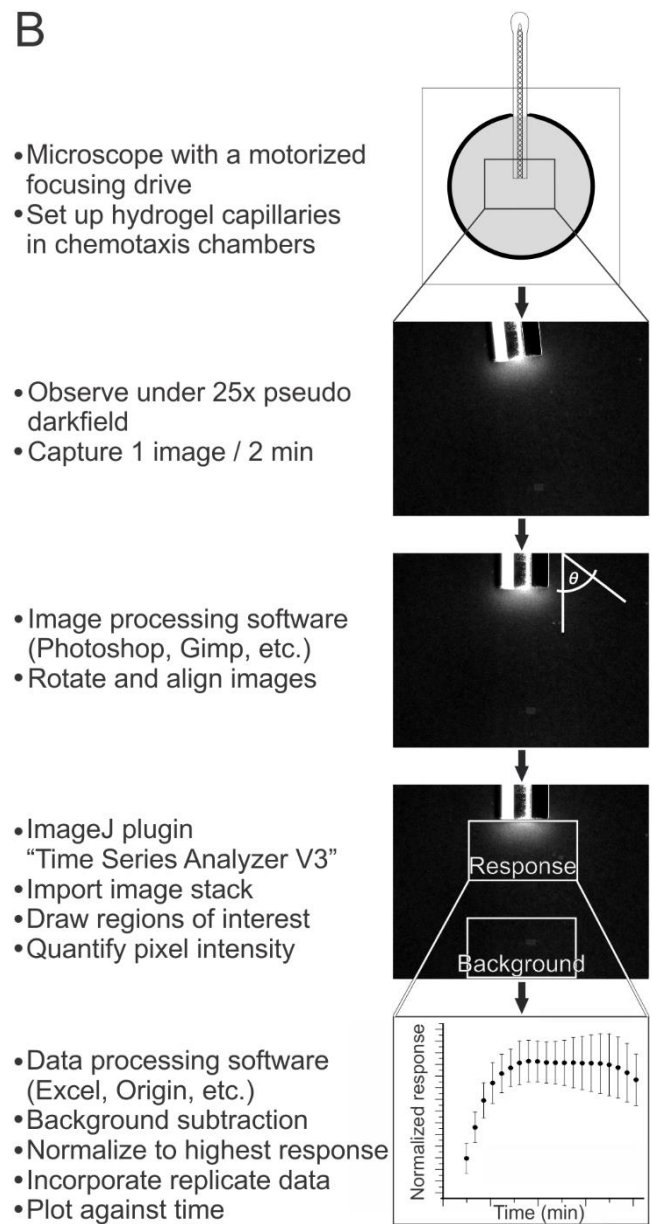 B
• Microscope with a motorized
focusing drive
• Set up hydrogel capillaries
in chemotaxis chambers
• Observe under 25x pseudo
darkfield
• Capture 1 image / 2 min
θ
• Image processing software
(Photoshop, Gimp, etc.)
• Rotate and align images
• ImageJ plugin
“Time Series Analyzer V3”
• Import image stack
• Draw regions of interest
• Quantify pixel intensity
Response
Background
• Data processing software
(Excel, Origin, etc.)
• Background subtraction
• Normalize to highest response
• Incorporate replicate data
• Plot against time
Normalized response
Time (min)